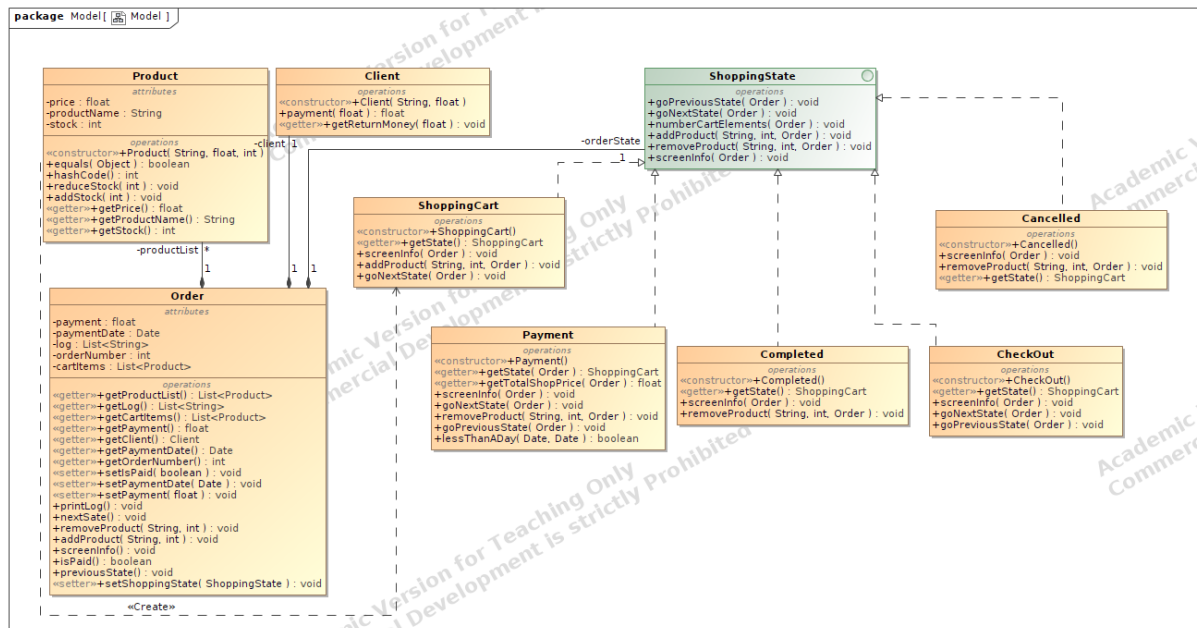 package Model [ Model ]
Product
attributes
-price : float
-productName : String
-stock : int
operations
«constructor»+Product( String, float, int )
+equals( Object ) : boolean
+hashCode() : int
+reduceStock( int ) : void
+addStock( int ) : void
«getter»+getPrice() : float
«getter»+getProductName() : String
«getter»+getStock() : int
Client
operations
«constructor»+Client( String, float )
+payment( float ) : float
«getter»+getReturnMoney( float ) : void
-client 1
ShoppingState
operations
+goPreviousState( Order ) : void
+goNextState( Order ) : void
+numberCartElements( Order ) : void
+addProduct( String, int, Order ) : void
+removeProduct( String, int, Order ) : void
+screenInfo( Order ) : void
-orderState
1
ShoppingCart
operations
«constructor»+ShoppingCart()
«getter»+getState() : ShoppingCart
+screenInfo( Order ) : void
+addProduct( String, int, Order ) : void
+goNextState( Order ) : void
Cancelled
operations
«constructor»+Cancelled()
+screenInfo( Order ) : void
+removeProduct( String, int, Order ) : void
«getter»+getState() : ShoppingCart
-productList *
1
1
1
Order
attributes
-payment : float
-paymentDate : Date
-log : List<String>
-orderNumber : int
-cartItems : List<Product>
operations
«getter»+getProductList() : List<Product>
«getter»+getLog() : List<String>
«getter»+getCartItems() : List<Product>
«getter»+getPayment() : float
«getter»+getClient() : Client
«getter»+getPaymentDate() : Date
«getter»+getOrderNumber() : int
«setter»+setIsPaid( boolean ) : void
«setter»+setPaymentDate( Date ) : void
«setter»+setPayment( float ) : void
+printLog() : void
+nextSate() : void
+removeProduct( String, int ) : void
+addProduct( String, int ) : void
+screenInfo() : void
+isPaid() : boolean
+previousState() : void
«setter»+setShoppingState( ShoppingState ) : void
«Create»
Payment
operations
«constructor»+Payment()
«getter»+getState( Order ) : ShoppingCart
«getter»+getTotalShopPrice( Order ) : float
+screenInfo( Order ) : void
+goNextState( Order ) : void
+removeProduct( String, int, Order ) : void
+goPreviousState( Order ) : void
+lessThanADay( Date, Date ) : boolean
Completed
operations
«constructor»+Completed()
«getter»+getState() : ShoppingCart
+screenInfo( Order ) : void
+removeProduct( String, int, Order ) : void
CheckOut
operations
«constructor»+CheckOut()
«getter»+getState() : ShoppingCart
+screenInfo( Order ) : void
+goNextState( Order ) : void
+goPreviousState( Order ) : void
Version for Teaching Only
Development is strictly Prohibited
Academic
Commercial